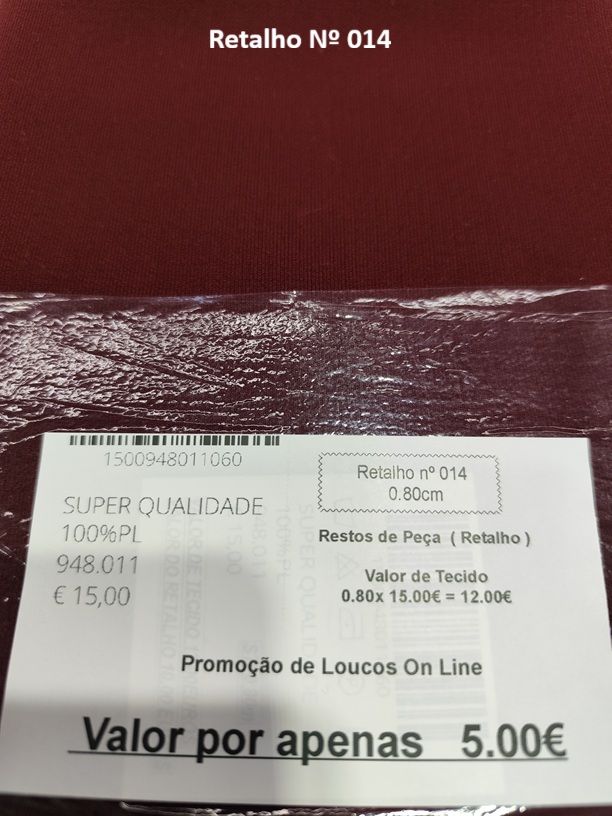 Retalho Nº 014
1500948011060
SUPER QUALIDADE
100%PL
948.011
€ 15,00
Retalho nº 014
0.80cm
Restos de Peça ( Retalho )
Valor de Tecido
0.80x 15.00€ = 12.00€
Promoção de Loucos On Line
Valor por apenas 5.00€